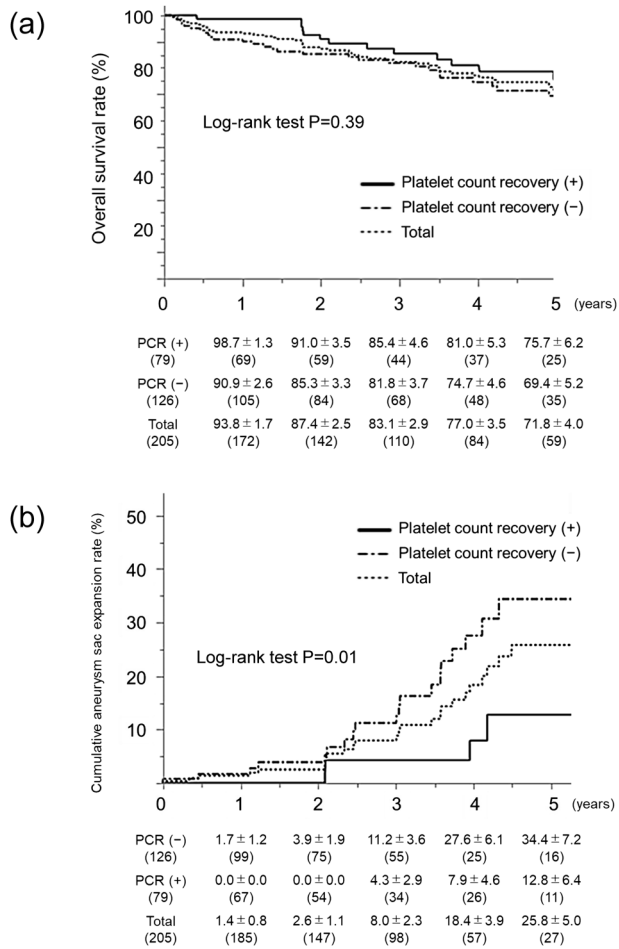 (a)
Overall survival rate (%)
100
80
60
40
20
Log-rank test P=0.39
Platelet count recovery (+)
Platelet count recovery (−)
Total
0 1 2 3 4 5 (years)
PCR (+) 98.7 ± 1.3 91.0 ± 3.5 85.4 ± 4.6 81.0 ± 5.3 75.7 ± 6.2
(79) (69) (59) (44) (37) (25)
PCR (−) 90.9 ± 2.6 85.3 ± 3.3 81.8 ± 3.7 74.7 ± 4.6 69.4 ± 5.2
(126) (105) (84) (68) (48) (35)
Total 93.8 ± 1.7 87.4 ± 2.5 83.1 ± 2.9 77.0 ± 3.5 71.8 ± 4.0
(205) (172) (142) (110) (84) (59)
(b)
Cumulative aneurysm sac expansion rate (%)
50
40
30
20
10
Platelet count recovery (+)
Platelet count recovery (−)
Total
Log-rank test P=0.01
0 1 2 3 4 5 (years)
PCR (−) 1.7 ± 1.2 3.9 ± 1.9 11.2 ± 3.6 27.6 ± 6.1 34.4 ± 7.2
(126) (99) (75) (55) (25) (16)
PCR (+) 0.0 ± 0.0 0.0 ± 0.0 4.3 ± 2.9 7.9 ± 4.6 12.8 ± 6.4
(79) (67) (54) (34) (26) (11)
Total 1.4 ± 0.8 2.6 ± 1.1 8.0 ± 2.3 18.4 ± 3.9 25.8 ± 5.0
(205) (185) (147) (98) (57) (27)